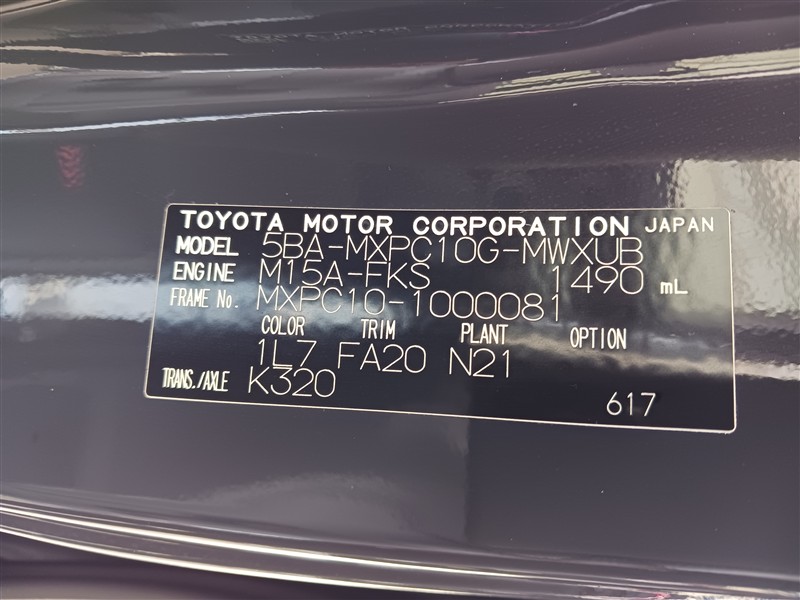 TOYOTA MOTOR CORPORATION JAPAN
MODEL 5BA-MXPC10G-MWXUB
ENGINE M15A-FKS 1490 mL
FRAME No. MXPC10-1000081
COLOR TRIM PLANT OPTION
1L7 FA20 N21
TRANS./AXLE K320
617